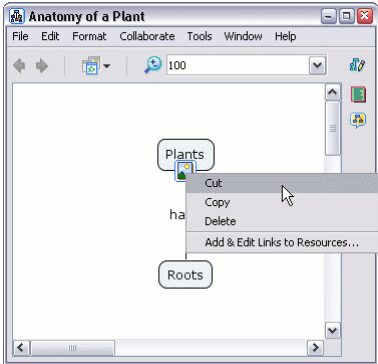 Anatomy of a Plant
File Edit Format Collaborate Tools Window Help
100
Plants
Cut
Copy
ha
Delete
Add & Edit Links to Resources...
Roots